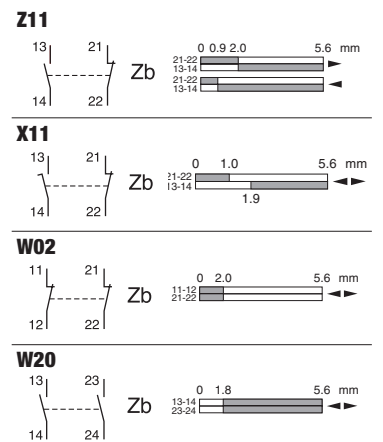 Z11
13 21 0 0.9 2.0 5.6 mm
21-22
13-14
Zb
21-22
13-14
14 22
X11
13 21 0 1.0 5.6 mm
21-22
13-14
Zb
1.9
14 22
W02
11 21 0 2.0 5.6 mm
11-12
21-22
Zb
12 22
W20
13 23 0 1.8 5.6 mm
13-14
23-24
Zb
14 24